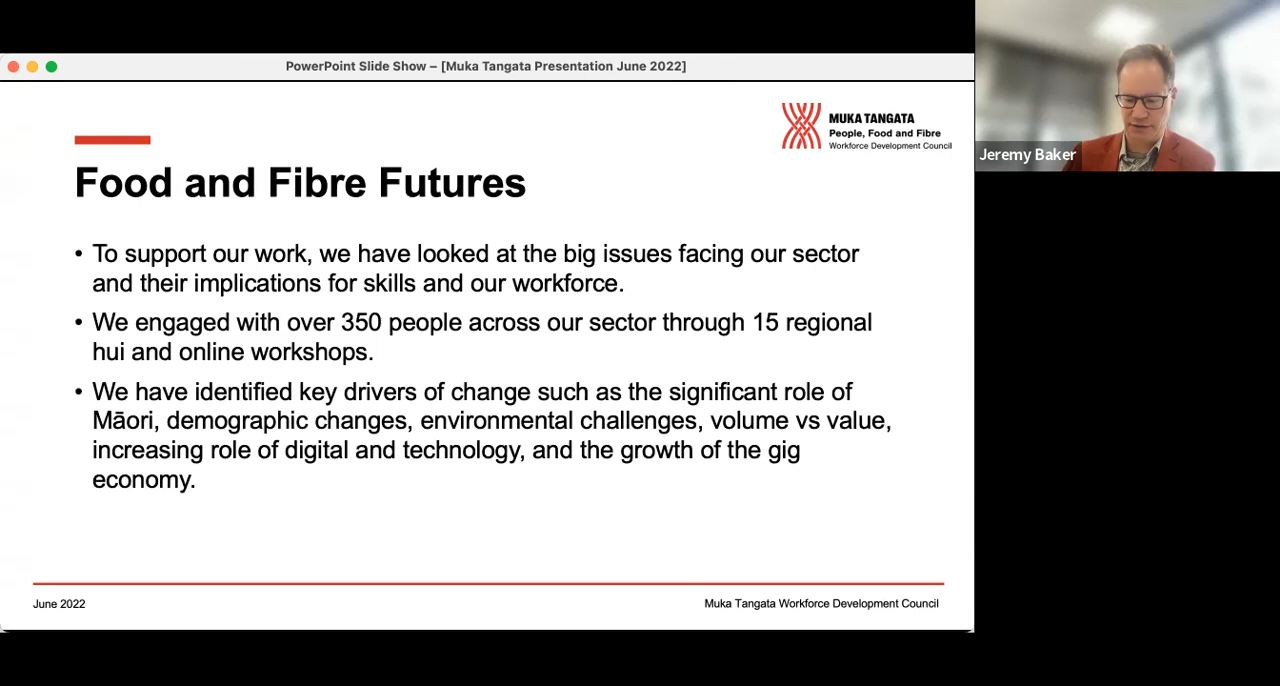 PowerPoint Slide Show – [Muka Tangata Presentation June 2022]
MUKA TANGATA
People, Food and Fibre
Workforce Development Council
Jeremy Baker
Food and Fibre Futures
• To support our work, we have looked at the big issues facing our sector
and their implications for skills and our workforce.
• We engaged with over 350 people across our sector through 15 regional
hui and online workshops.
• We have identified key drivers of change such as the significant role of
Māori, demographic changes, environmental challenges, volume vs value,
increasing role of digital and technology, and the growth of the gig
economy.
June 2022
Muka Tangata Workforce Development Council